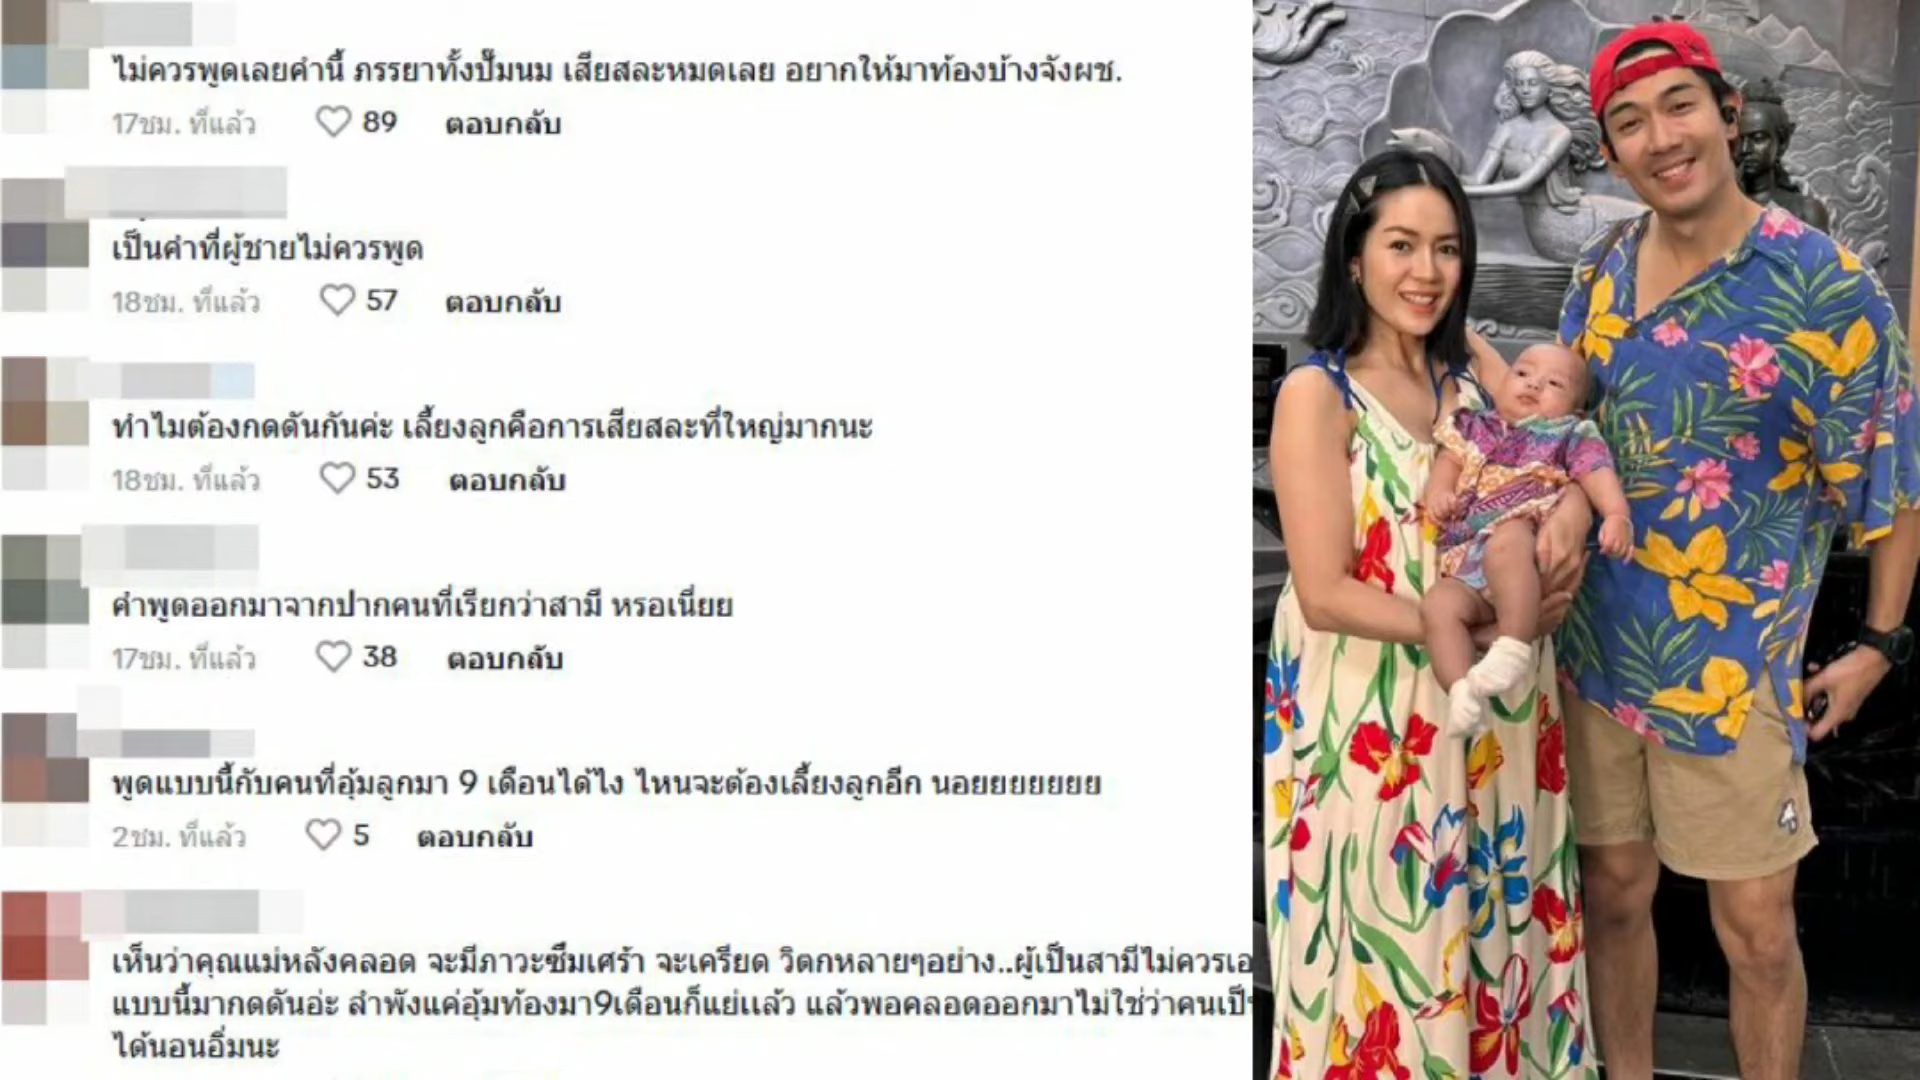 ไม่ควรพูดเลยคำนี้ ภรรยาทั้งปั๊มนม เสียสละหมดเลย อยากให้มาท้องบ้างจังผช.
17ชม. ที่แล้ว 89 ตอบกลับ
เป็นคำที่ผู้ชายไม่ควรพูด
18ชม. ที่แล้ว 57 ตอบกลับ
ทำไมต้องกดดันกันค่ะ เลี้ยงลูกคือการเสียสละที่ใหญ่มากนะ
18ชม. ที่แล้ว 53 ตอบกลับ
คำพูดออกมาจากปากคนที่เรียกว่าสามี หรอเนี่ยย
17ชม. ที่แล้ว 38 ตอบกลับ
พูดแบบนี้กับคนที่อุ้มลูกมา 9 เดือนได้ไง ไหนจะต้องเลี้ยงลูกอีก นอยยยยยยย
2ชม. ที่แล้ว 5 ตอบกลับ
เห็นว่าคุณแม่หลังคลอด จะมีภาวะซึมเศร้า จะเครียด วิตกหลายๆอย่าง..ผู้เป็นสามีไม่ควรเอ
แบบนี้มากดดันอ่ะ ลำพังแค่อุ้มท้องมา9เดือนก็แย่แล้ว แล้วพอคลอดออกมาไม่ใช่ว่าคนเป็น
ได้นอนอิ่มนะ